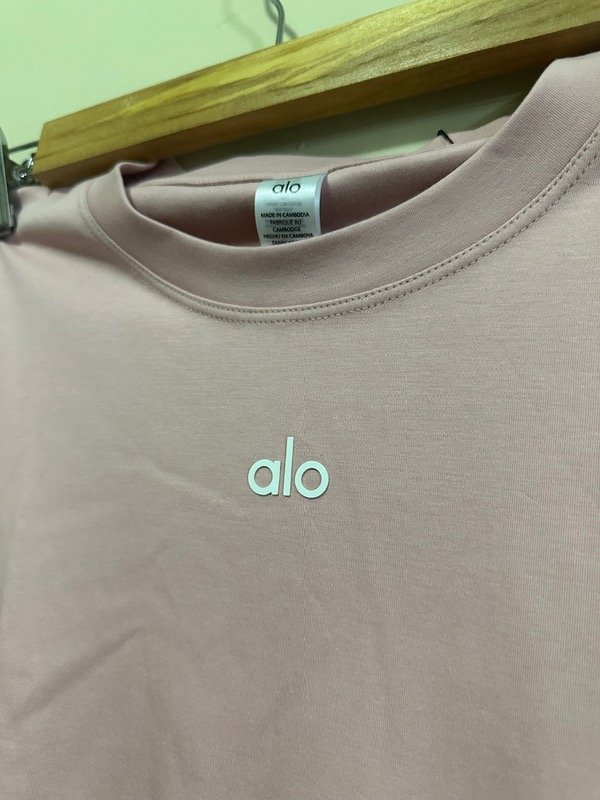 alo
MADE IN CAMBODIA
FABRIQUÉ AU
CAMBODGE
HECHO EN CAMBOYA
alo